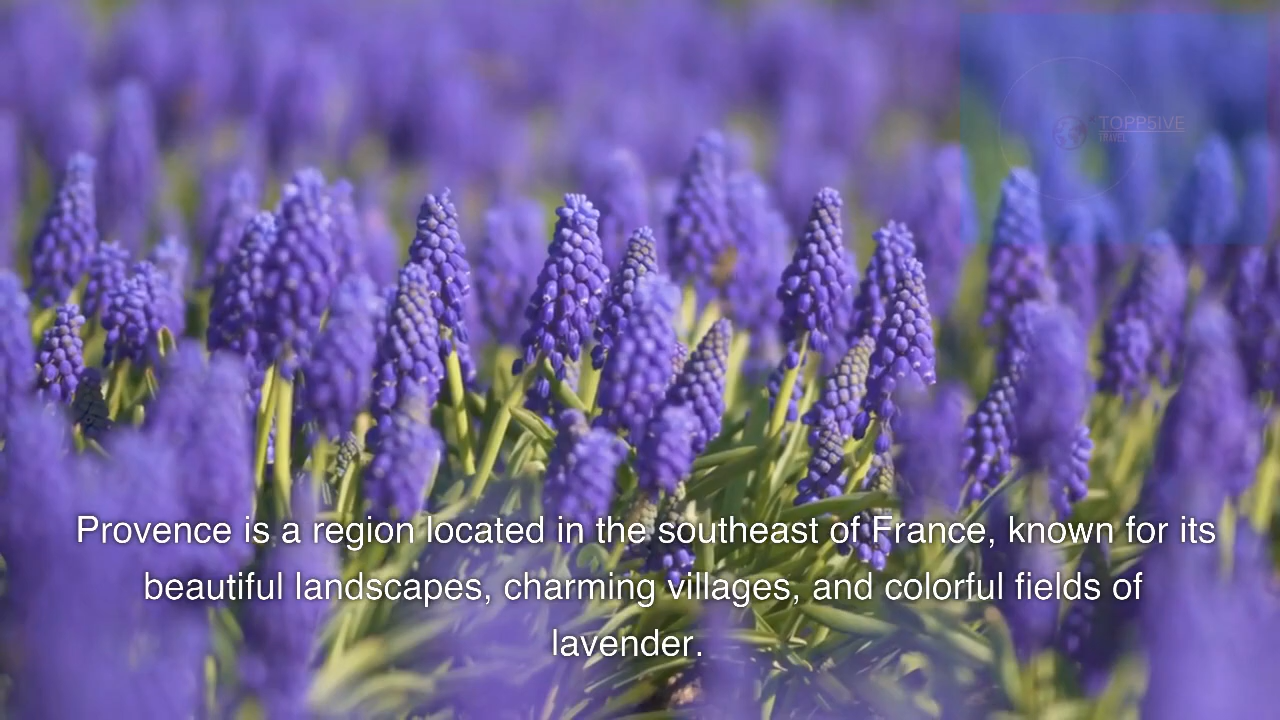 TOPP5IVE
TRAVEL
Provence is a region located in the southeast of France, known for its
beautiful landscapes, charming villages, and colorful fields of
lavender.